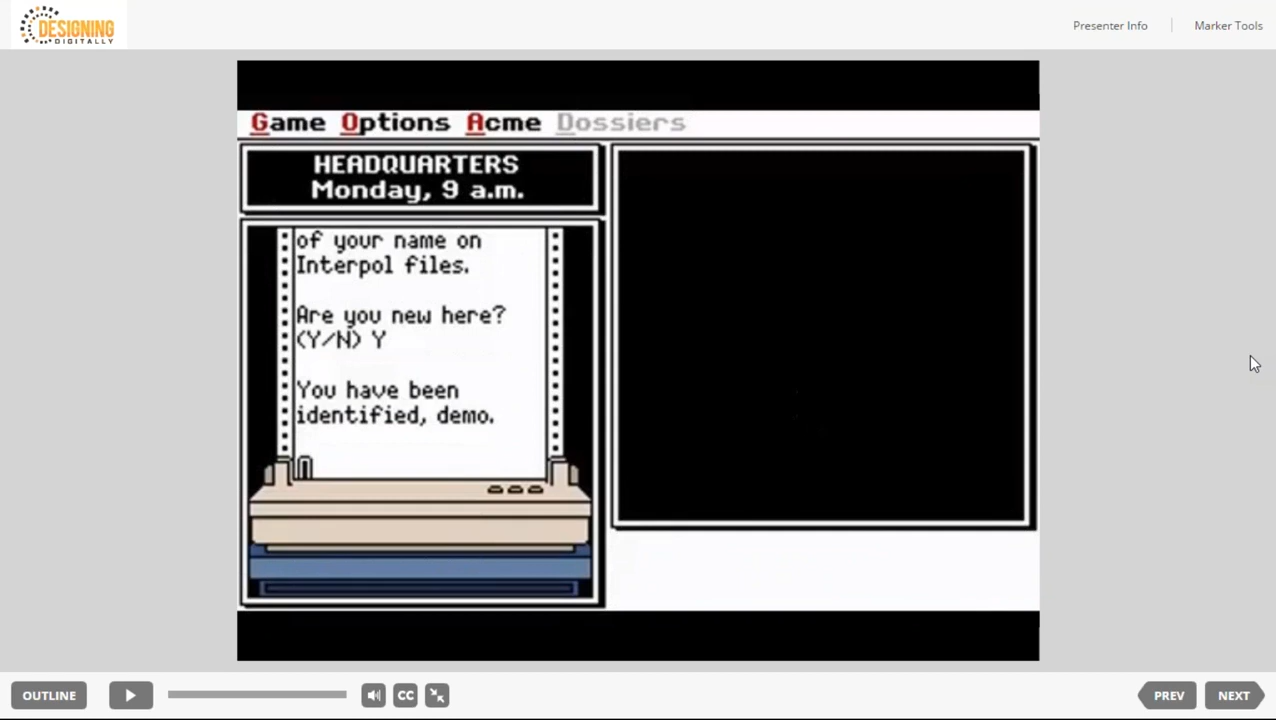 DESIGNING
DIGITALLY
Presenter Info
Marker Tools
Game Options Acme Dossiers
HEADQUARTERS
Monday, 9 a.m.
of your name on
Interpol files.
Are you new here?
(Y/N) Y
You have been
identified, demo.
OUTLINE
CC
PREV
NEXT